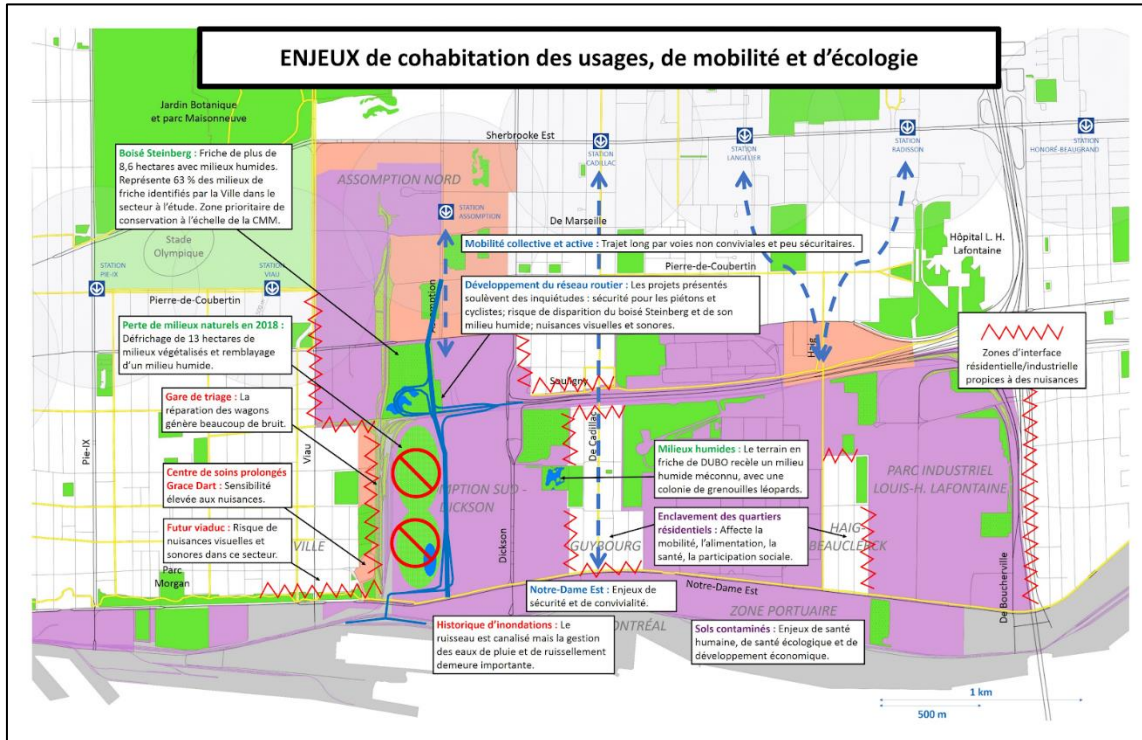 ENJEUX de cohabitation des usages, de mobilité et d’écologie
Jardin Botanique
et parc Maisonneuve
Sherbrooke Est
STATION
CADILLAC
STATION
LANGELIER
STATION
RADISSON
STATION
HONORÉ-BEAUGRAND
Boisé Steinberg : Friche de plus de
8,6 hectares avec milieux humides.
Représente 63 % des milieux de
friche identifiés par la Ville dans le
secteur à l’étude. Zone prioritaire de
conservation à l’échelle de la CMM.
ASSOMPTION NORD
STATION
ASSOMPTION
De Marseille
Stade
Olympique
Mobilité collective et active : Trajet long par voies non conviviales et peu sécuritaires.
Hôpital L. H.
Lafontaine
STATION
PIE-IX
STATION
VIAU
Pierre-de-Coubertin
Pierre-de-Coubertin
Développement du réseau routier : Les projets présentés
soulèvent des inquiétudes : sécurité pour les piétons et
cyclistes; risque de disparition du boisé Steinberg et de son
milieu humide; nuisances visuelles et sonores.
Perte de milieux naturels en 2018 :
Défrichage de 13 hectares de
milieux végétalisés et remblayage
d’un milieu humide.
Haig
Zones d’interface
résidentielle/industrielle
propices à des nuisances
Souligny
Gare de triage : La
réparation des wagons
génère beaucoup de bruit.
Pie-IX
Viau
De Cadillac
Milieux humides : Le terrain en
friche de DUBO recèle un milieu
humide méconnu, avec une
colonie de grenouilles léopards.
PARC INDUSTRIEL
LOUIS-H. LAFONTAINE
Centre de soins prolongés
Grace Dart : Sensibilité
élevée aux nuisances.
MPTION SUD -
DICKSON
Dickson
Enclavement des quartiers
résidentiels : Affecte la
mobilité, l’alimentation, la
santé, la participation sociale.
Futur viaduc : Risque de
nuisances visuelles et
sonores dans ce secteur.
VILLE
GUYBOURG
HAIG
BEAUCLERCK
Parc
Morgan
De Boucherville
Notre-Dame Est : Enjeux de
sécurité et de convivialité.
Notre-Dame Est
ZONE PORTUAIRE
Historique d’inondations : Le
ruisseau est canalisé mais la gestion
des eaux de pluie et de ruissellement
demeure importante.
ONTRÉAL
Sols contaminés : Enjeux de santé
humaine, de santé écologique et de
développement économique.
1 km
500 m